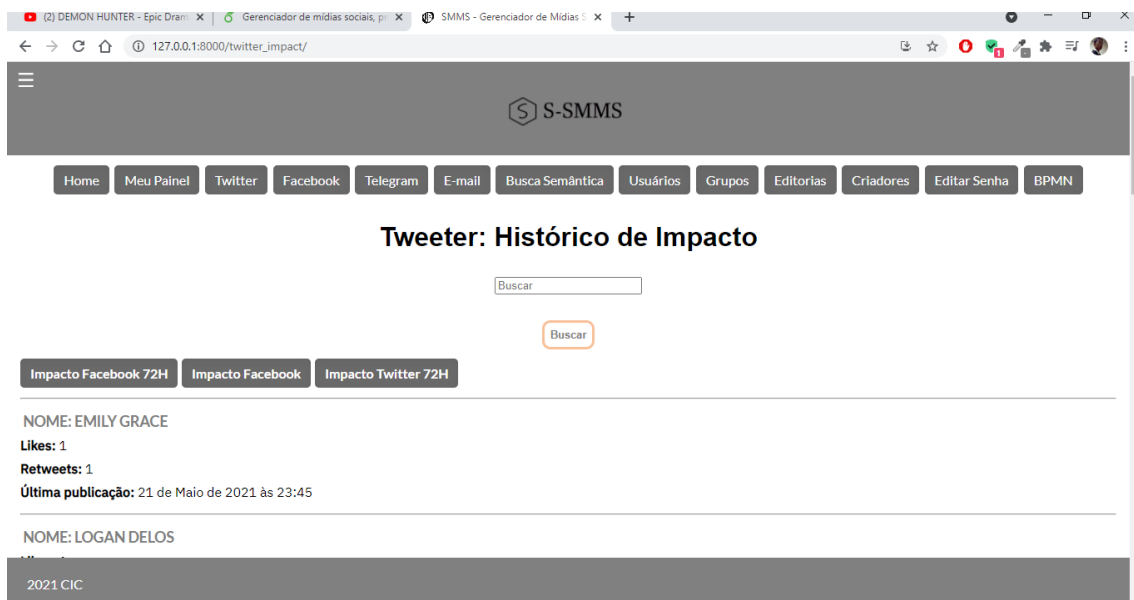 (2) DEMON HUNTER - Epic Dram
Gerenciador de mídias sociais, pr
SMMS - Gerenciador de Mídias S
127.0.0.1:8000/twitter_impact/
1
S-SMMS
Home Meu Painel Twitter Facebook Telegram E-mail Busca Semântica Usuários Grupos Editorias Criadores Editar Senha BPMN
Tweeter: Histórico de Impacto
Buscar
Buscar
Impacto Facebook 72H Impacto Facebook Impacto Twitter 72H
NOME: EMILY GRACE
Likes: 1
Retweets: 1
Última publicação: 21 de Maio de 2021 às 23:45
NOME: LOGAN DELOS
2021 CIC